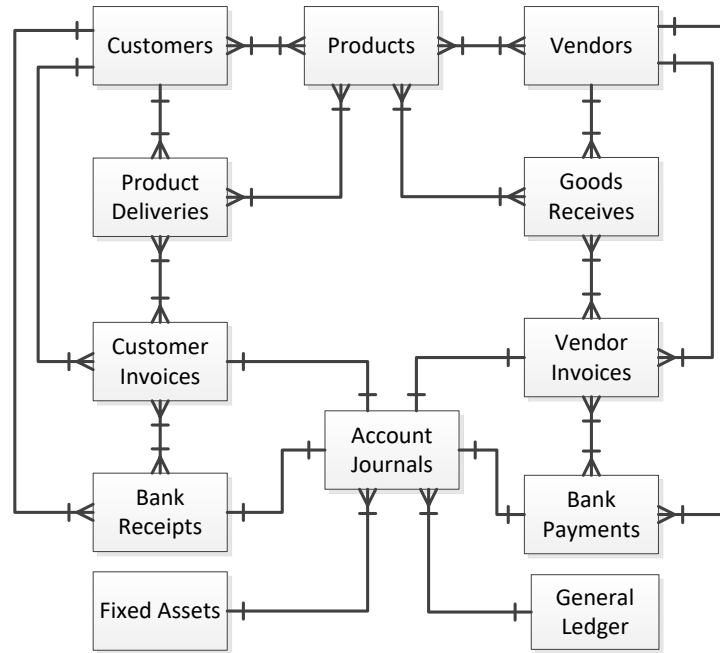 Customers
Products
Vendors
Product
Deliveries
Goods
Receives
Customer
Invoices
Vendor
Invoices
Account
Journals
Bank
Receipts
Bank
Payments
Fixed Assets
General
Ledger